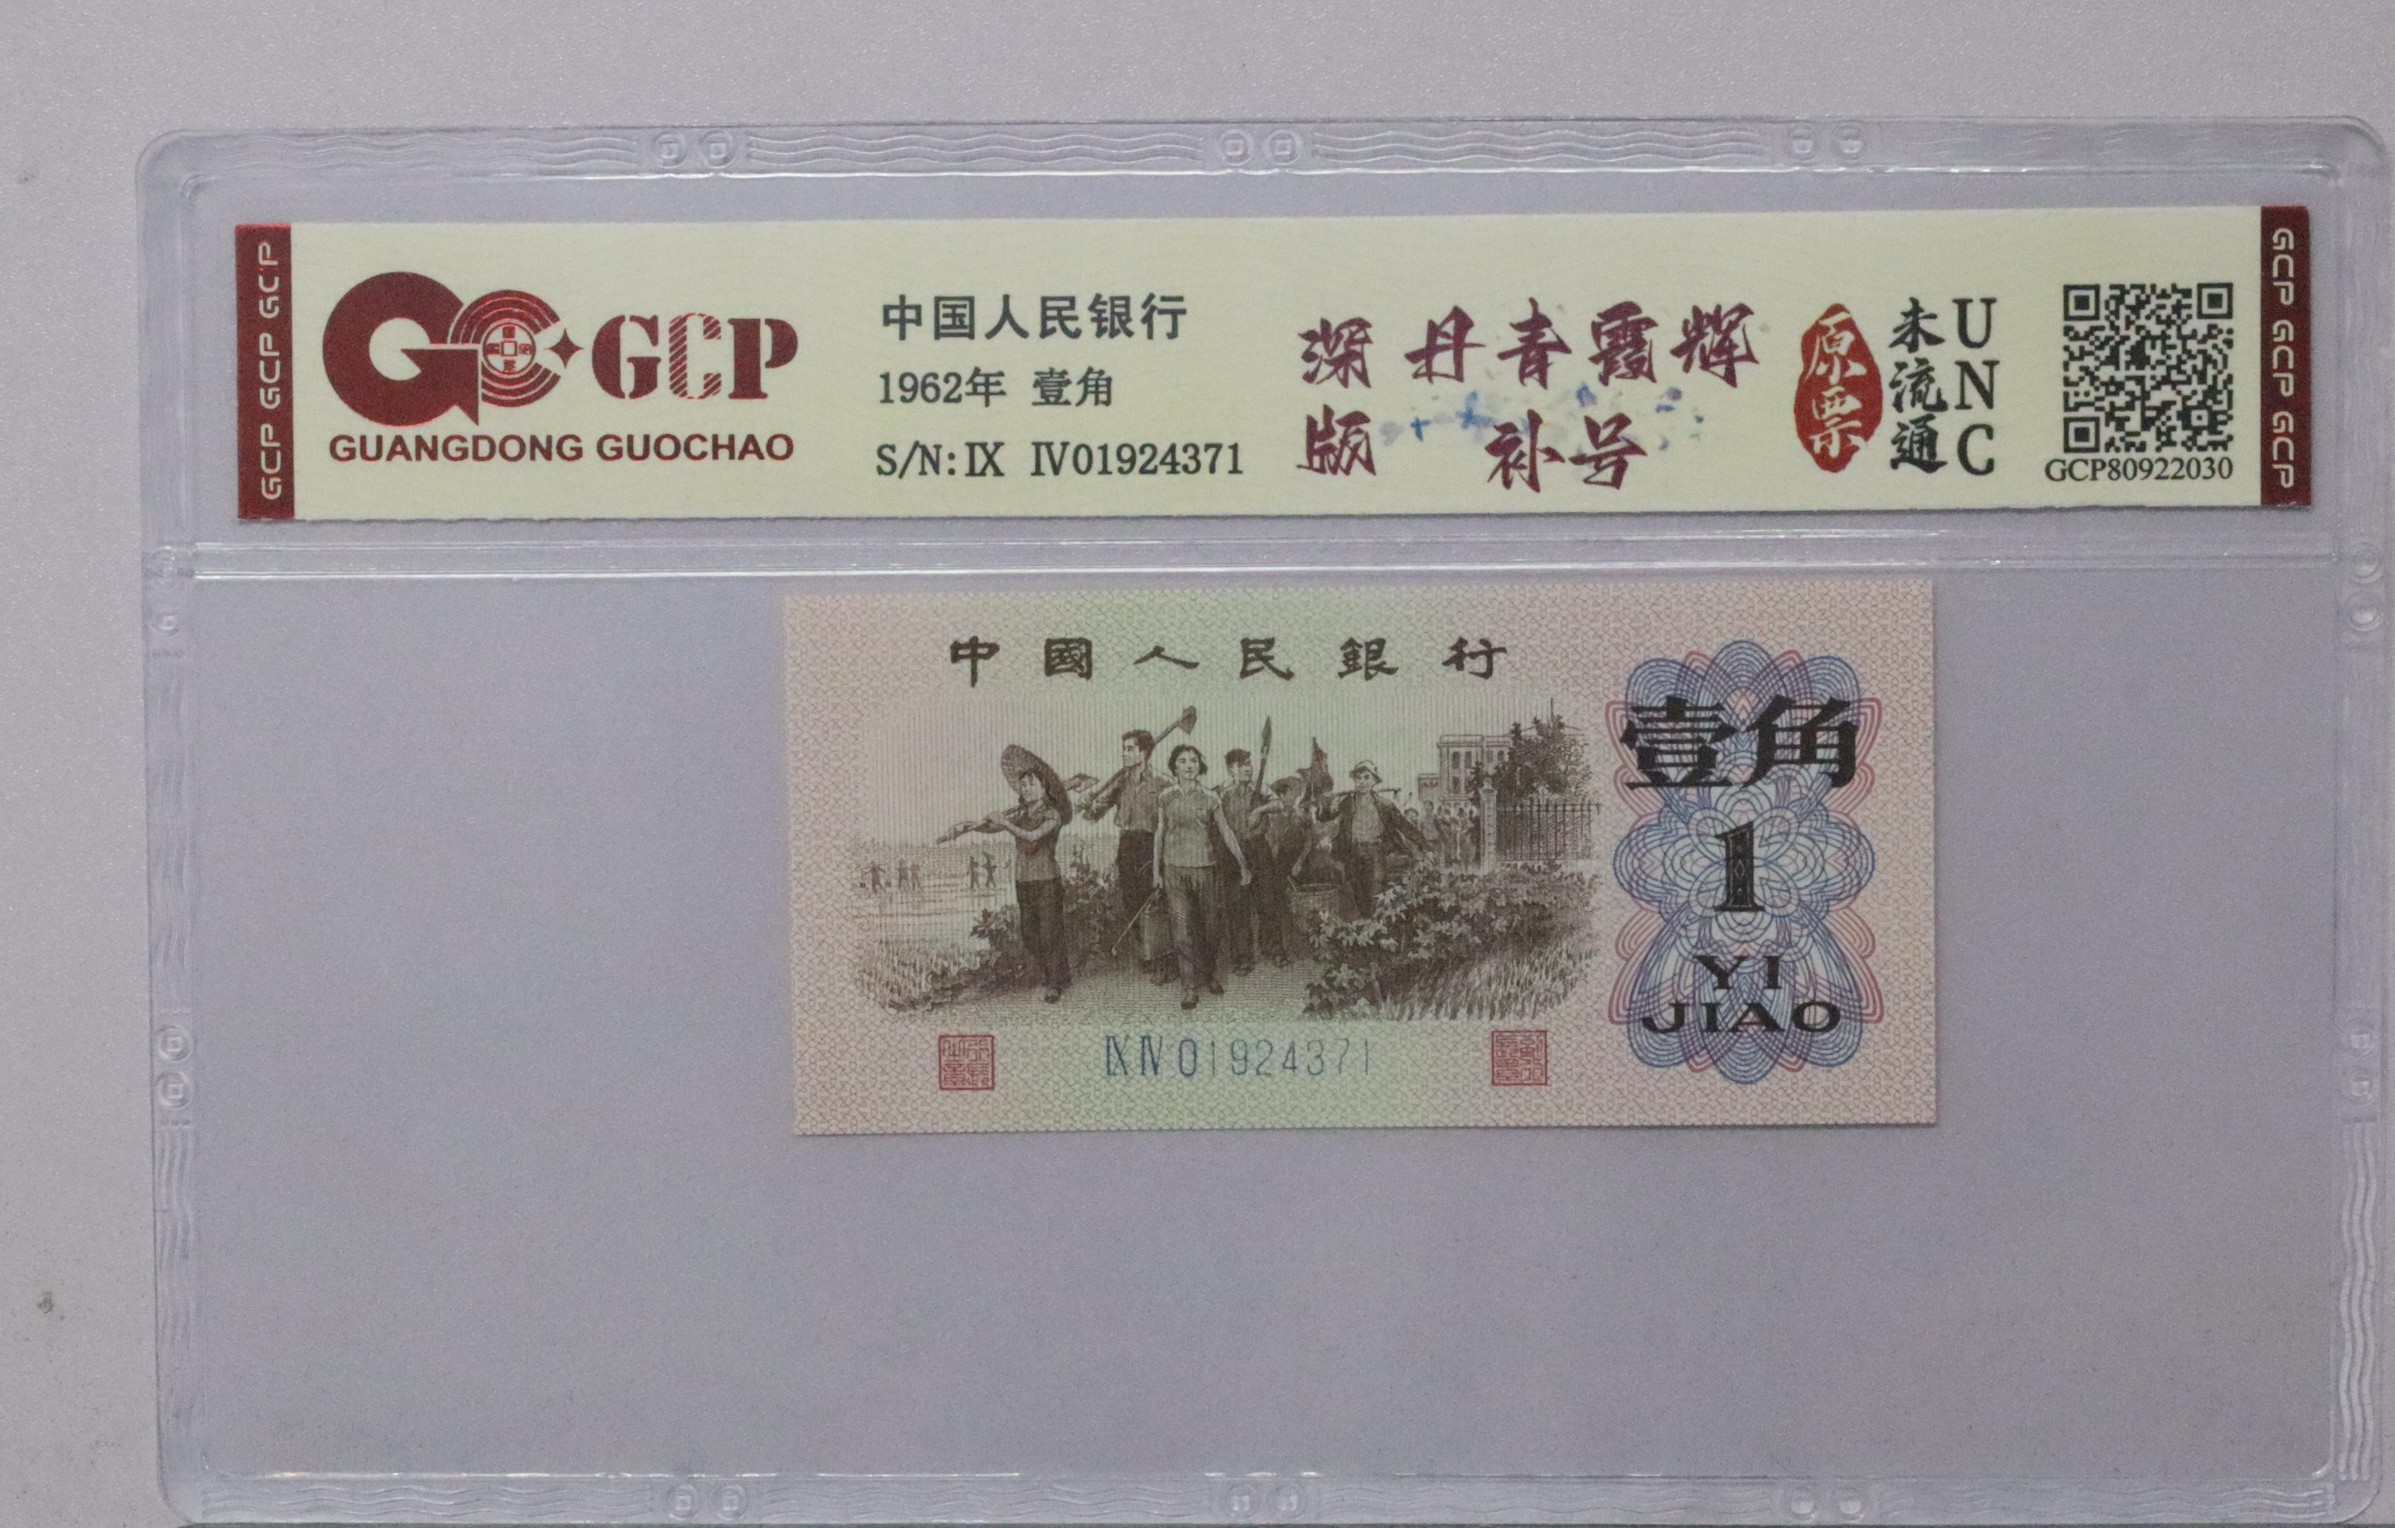 GCP GCP GCP
GCP
GUANGDONG GUOCHAO
中国人民银行
1962年 壹角
S/N:IX IV01924371
深 丹青霞辉
版 补号
原票
未流通
UNC
GCP80922030
GCP GCP GCP
中國人民銀行
壹角
1
YI
JIAO
IX IV 01924371